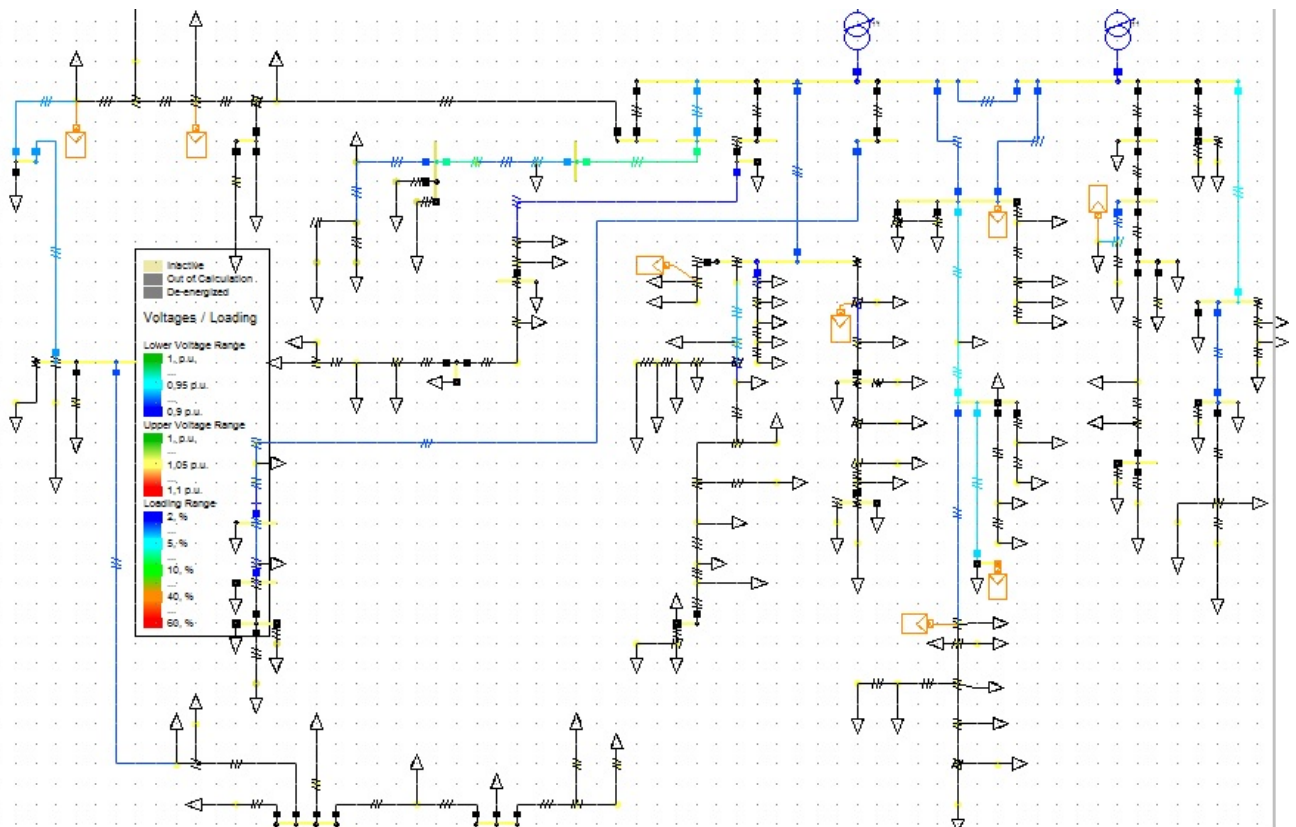 Inactive
Out of Calculation
De-energized
Voltages / Loading
Lower Voltage Range
1, p.u,
...
0,95 p.u.
...
0,9 p.u.
Upper Voltage Range
1, p.u,
...
1,05 p.u.
...
1,1 p.u.
Loading Range
2, %
...
5, %
...
10, %
...
40, %
...
60, %